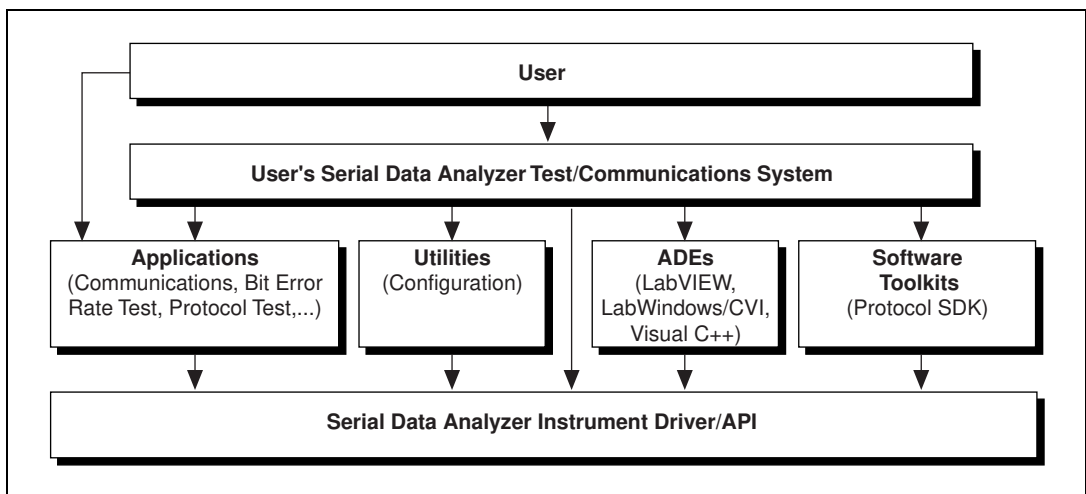 User
User's Serial Data Analyzer Test/Communications System
Applications
(Communications, Bit Error
Rate Test, Protocol Test,...)
Utilities
(Configuration)
ADEs
(LabVIEW,
LabWindows/CVI,
Visual C++)
Software
Toolkits
(Protocol SDK)
Serial Data Analyzer Instrument Driver/API